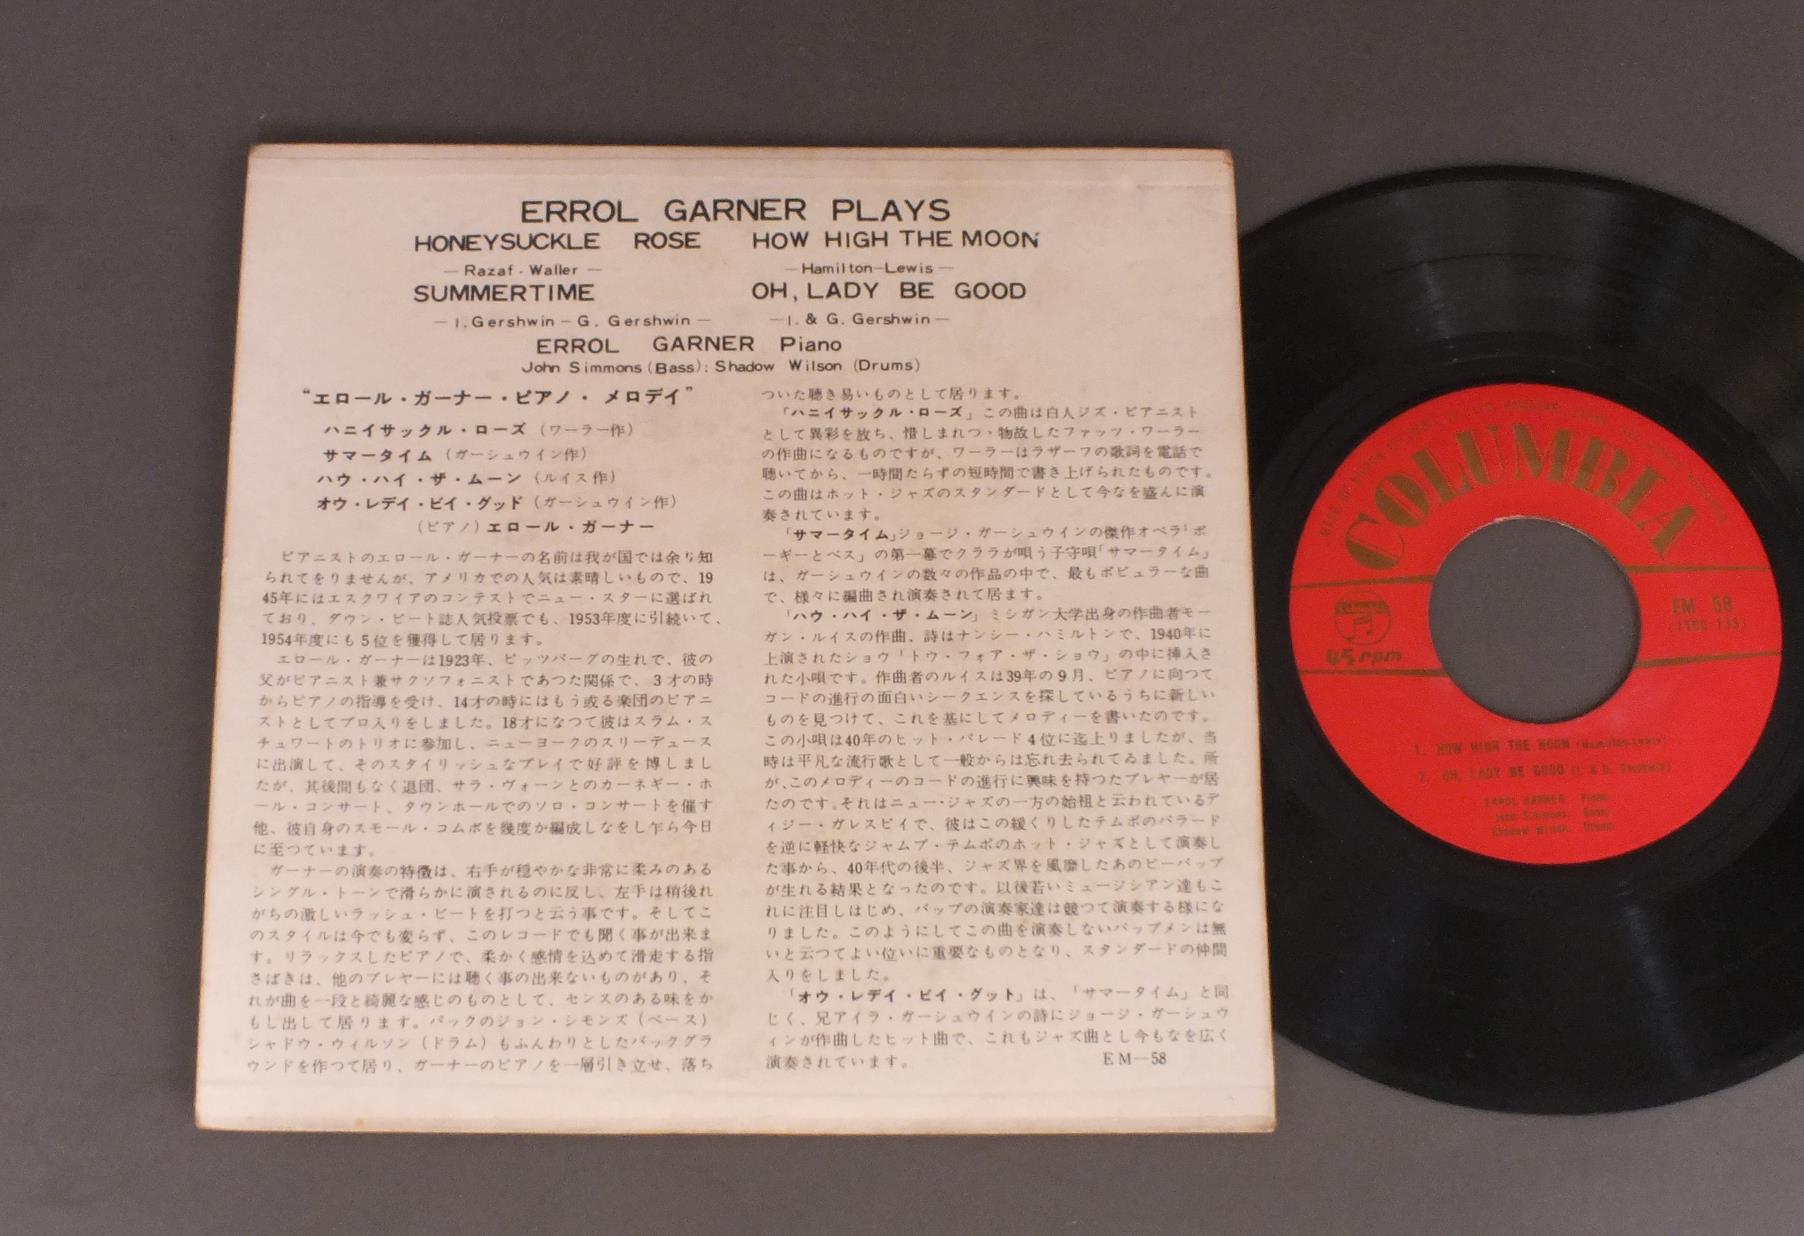 ERROL GARNER PLAYS
HONEYSUCKLE ROSE HOW HIGH THE MOON
—Razaf - Waller— —Hamilton—Lewis—
SUMMERTIME OH, LADY BE GOOD
—I. Gershwin — G. Gershwin— —I. & G. Gershwin—
ERROL GARNER Piano
John Simmons (Bass): Shadow Wilson (Drums)
“エロール・ガーナー・ピアノ・メロデイ”
ハニイサックル・ローズ（ワーラー作）
サマータイム（ガーシュウイン作）
ハウ・ハイ・ザ・ムーン（ルイス作）
オウ・レデイ・ビイ・グッド（ガーシュウイン作）
（ピアノ）エロール・ガーナー
ピアニストのエロール・ガーナーの名前は我が国では余り知
られてをりませんが、アメリカでの人気は素晴しいもので、19
45年にはエスクワイアのコンテストでニュー・スターに選ばれ
ており、ダウン・ビート誌人気投票でも、1953年度に引続いて、
1954年度にも5位を獲得して居ります。
エロール・ガーナーは1923年、ピッツバーグの生れで、彼の
父がピアニスト兼サクソフォニストであつた関係で、3才の時
からピアノの指導を受け、14才の時にはもう或る楽団のピアニ
ストとしてプロ入りをしました。18才になつて彼はスラム・ス
チュワートのトリオに参加し、ニューヨークのスリーデュース
に出演して、そのスタイリッシュなプレイで好評を博しまし
たが、其後間もなく退団、サラ・ヴォーンとのカーネギー・ホ
ール・コンサート、タウンホールでのソロ・コンサートを催す
他、彼自身のスモール・コムボを幾度か編成しなをし乍ら今日
に至つています。
ガーナーの演奏の特徴は、右手が穏やかな非常に柔みのある
シングル・トーンで滑らかに演されるのに反し、左手は稍後れ
がちの激しいラッシュ・ビートを打つと云う事です。そしてこ
のスタイルは今でも変らず、このレコードでも聞く事が出来ま
す。リラックスしたピアノで、柔かく感情を込めて滑走する指
さばきは、他のプレヤーには聴く事の出来ないものがあり、そ
れが曲を一段と綺麗な感じのものとして、センスのある味をか
もし出して居ります。バックのジョン・シモンズ（ベース）
シャドウ・ウィルソン（ドラム）もふんわりとしたバックグラ
ウンドを作つて居り、ガーナーのピアノを一層引き立せ、落ち
ついた聴き易いものとして居ります。
「ハニイサックル・ローズ」この曲は白人ジズ・ピアニスト
として異彩を放ち、惜しまれつ・物故したファッツ・ワーラー
の作曲になるものですが、ワーラーはラザーフの歌詞を電話で
聴いてから、一時間たらずの短時間で書き上げられたものです。
この曲はホット・ジャズのスタンダードとして今なを盛んに演
奏されています。
「サマータイム」ジョージ・ガーシュウインの傑作オペラ「ポ
ーギーとベス」の第一幕でクララが唄う子守唄「サマータイム」
は、ガーシュウインの数々の作品の中で、最もポピュラーな曲
で、様々に編曲され演奏されて居ます。
「ハウ・ハイ・ザ・ムーン」ミシガン大学出身の作曲者モー
ガン・ルイスの作曲、詩はナンシー・ハミルトンで、1940年に
上演されたショウ「トウ・フォア・ザ・ショウ」の中に挿入さ
れた小唄です。作曲者のルイスは39年の9月、ピアノに向つて
コードの進行の面白いシークエンスを探しているうちに新しい
ものを見つけて、これを基にしてメロディーを書いたのです。
この小唄は40年のヒット・パレード4位に迄上りましたが、当
時は平凡な流行歌として一般からは忘れ去られてゐました。所
が、このメロディーのコードの進行に興味を持つたプレヤーが居
たのです。それはニュー・ジャズの一方の始祖と云われているデ
ィジー・ガレスピイで、彼はこの緩くりしたテムポのバラード
を逆に軽快なジャムプ・テムポのホット・ジャズとして演奏し
た事から、40年代の後半、ジャズ界を風靡したあのビーバップ
が生れる結果となったのです。以後若いミュージシアン達もこ
れに注目しはじめ、バップの演奏家達は競つて演奏する様にな
りました。このようにしてこの曲を演奏しないバップメンは無
いと云つてよい位いに重要なものとなり、スタンダードの仲間
入りをしました。
「オウ・レデイ・ビイ・グット」は、「サマータイム」と同
じく、兄アイラ・ガーシュウインの詩にジョージ・ガーシュウ
ィンが作曲したヒット曲で、これもジャズ曲とし今もなを広く
演奏されています。 EM—58
COLUMBIA
EM 58
45 rpm
1. HOW HIGH THE MOON (Hamilton-Lewis)
2. OH, LADY BE GOOD (I. & G. Gershwin)
ERROL GARNER Piano
John Simmons Bass
Shadow Wilson Drums